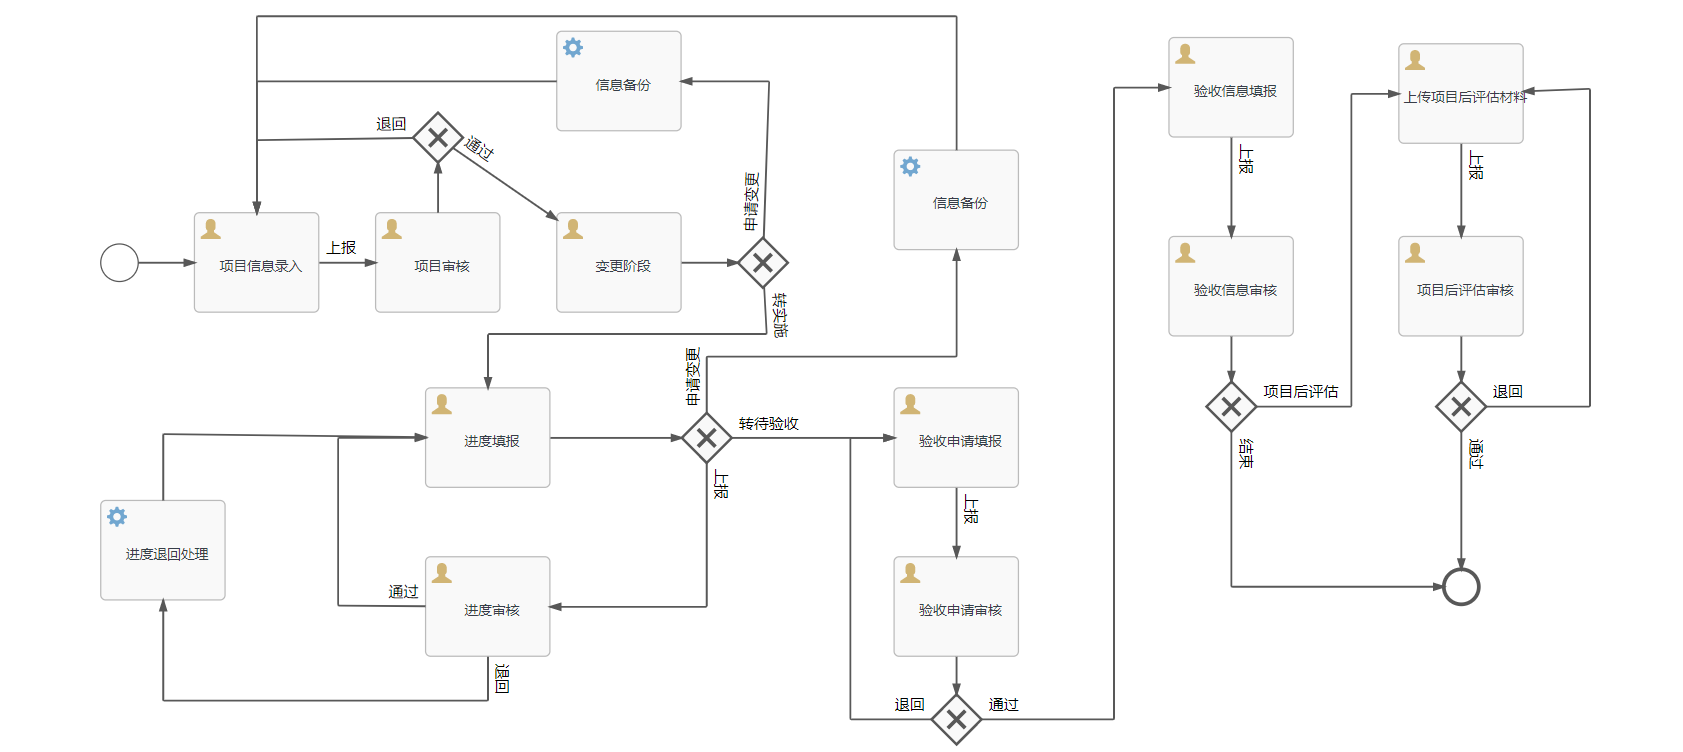 信息备份
退回
通过
申请变更
项目信息录入
上报
项目审核
变更阶段
转实施
信息备份
进度填报
申请变更
转待验收
上报
验收申请填报
上报
进度退回处理
通过
进度审核
退回
验收申请审核
退回
通过
验收信息填报
上报
验收信息审核
项目后评估
结束
上传项目后评估材料
上报
项目后评估审核
退回
通过